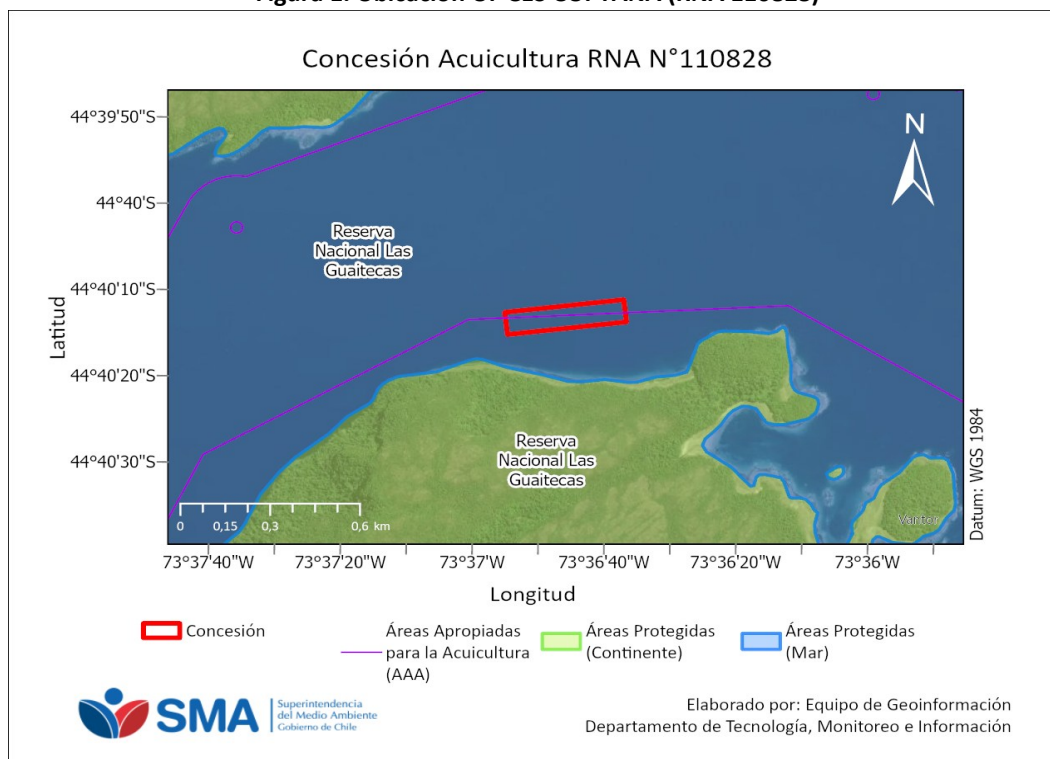 Concesión Acuicultura RNA N°110828
44°39'50"S
44°40'S
44°40'10"S
44°40'20"S
44°40'30"S
Latitud
Reserva
Nacional Las
Guaitecas
N
Reserva
Nacional Las
Guaitecas
Vantor
Datum: WGS 1984
0 0,15 0,3 0,6 km
73°37'40"W 73°37'20"W 73°37'W 73°36'40"W 73°36'20"W 73°36'W
Longitud
Concesión
Áreas Apropiadas
para la Acuicultura
(AAA)
Áreas Protegidas
(Continente)
Áreas Protegidas
(Mar)
SMA
Superintendencia
del Medio Ambiente
Gobierno de Chile
Elaborado por: Equipo de Geoinformación
Departamento de Tecnología, Monitoreo e Información